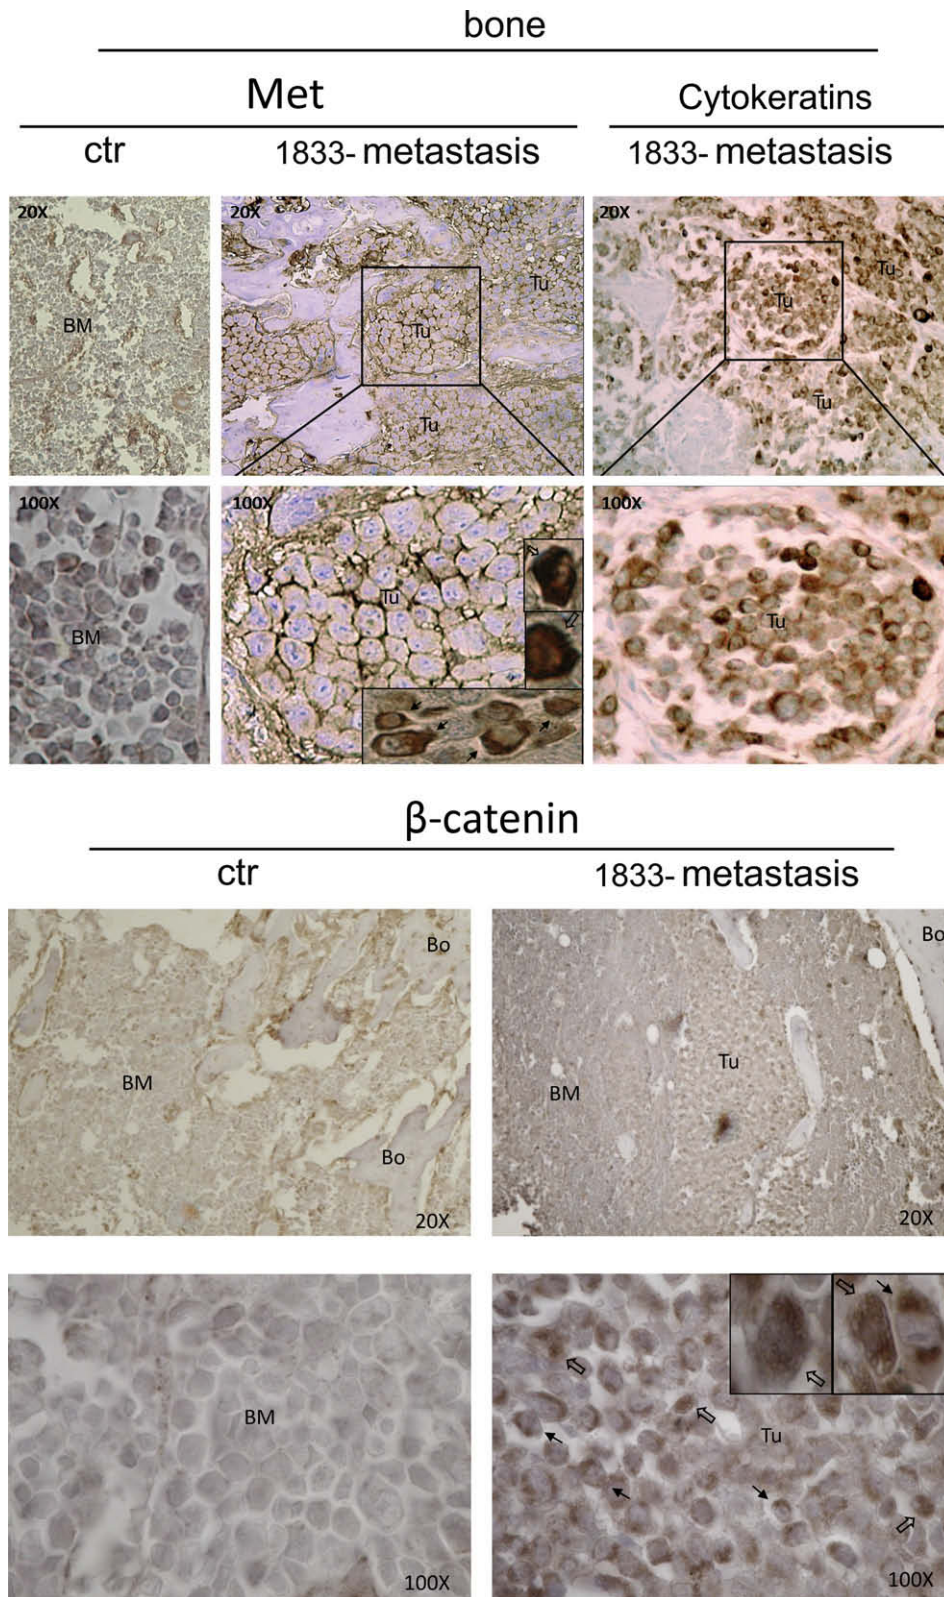 bone
Met
Cytokeratins
ctr
1833- metastasis
1833- metastasis
20X
BM
20X
Tu
Tu
Tu
20X
Tu
Tu
Tu
100X
BM
100X
Tu
100X
Tu
β-catenin
ctr
1833- metastasis
Bo
BM
Bo
20X
Bo
Tu
BM
20X
BM
100X
Tu
100X